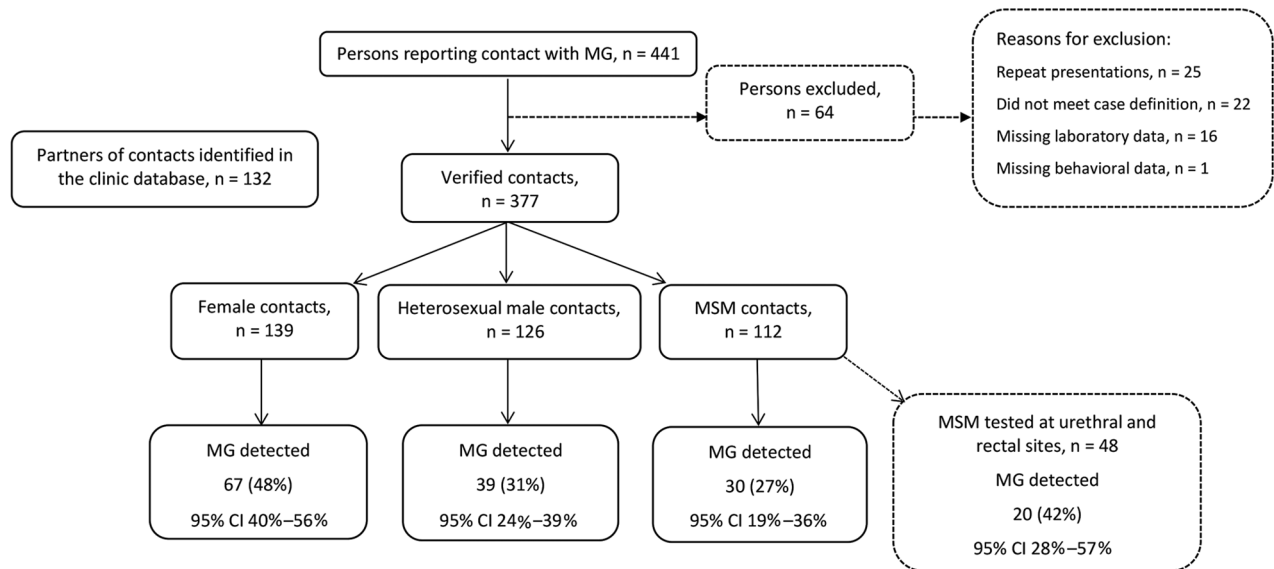 Persons reporting contact with MG, n = 441
Persons excluded,
n = 64
Reasons for exclusion:
Repeat presentations, n = 25
Did not meet case definition, n = 22
Missing laboratory data, n = 16
Missing behavioral data, n = 1
Partners of contacts identified in
the clinic database, n = 132
Verified contacts,
n = 377
Female contacts,
n = 139
Heterosexual male contacts,
n = 126
MSM contacts,
n = 112
MG detected
67 (48%)
95% CI 40%–56%
MG detected
39 (31%)
95% CI 24%–39%
MG detected
30 (27%)
95% CI 19%–36%
MSM tested at urethral and
rectal sites, n = 48
MG detected
20 (42%)
95% CI 28%–57%